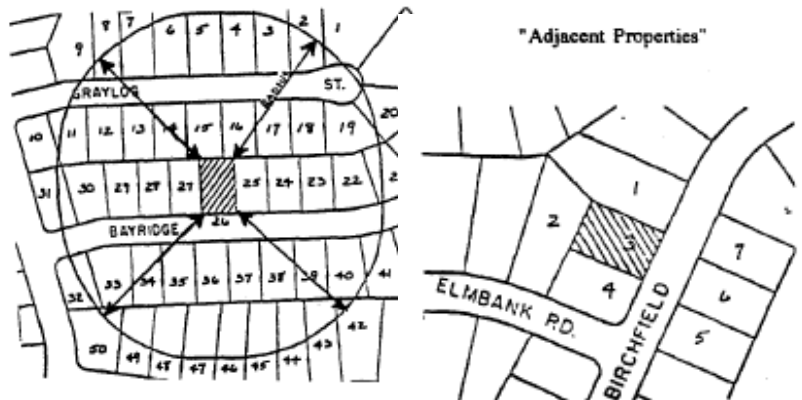 "Adjacent Properties"
8 7 6 5 4 3 2 1
9
GRAYLOG RADIUS ST.
20
10 11 12 13 14 15 16 17 18 19
31 30 29 28 27 25 24 23 22 2
26
BAYRIDGE
32 33 34 35 36 37 38 39 40 41
42
50 49 48 47 46 45 44 43
1
2 3
4
7
6
5
ELMBANK RD.
BIRCHFIELD